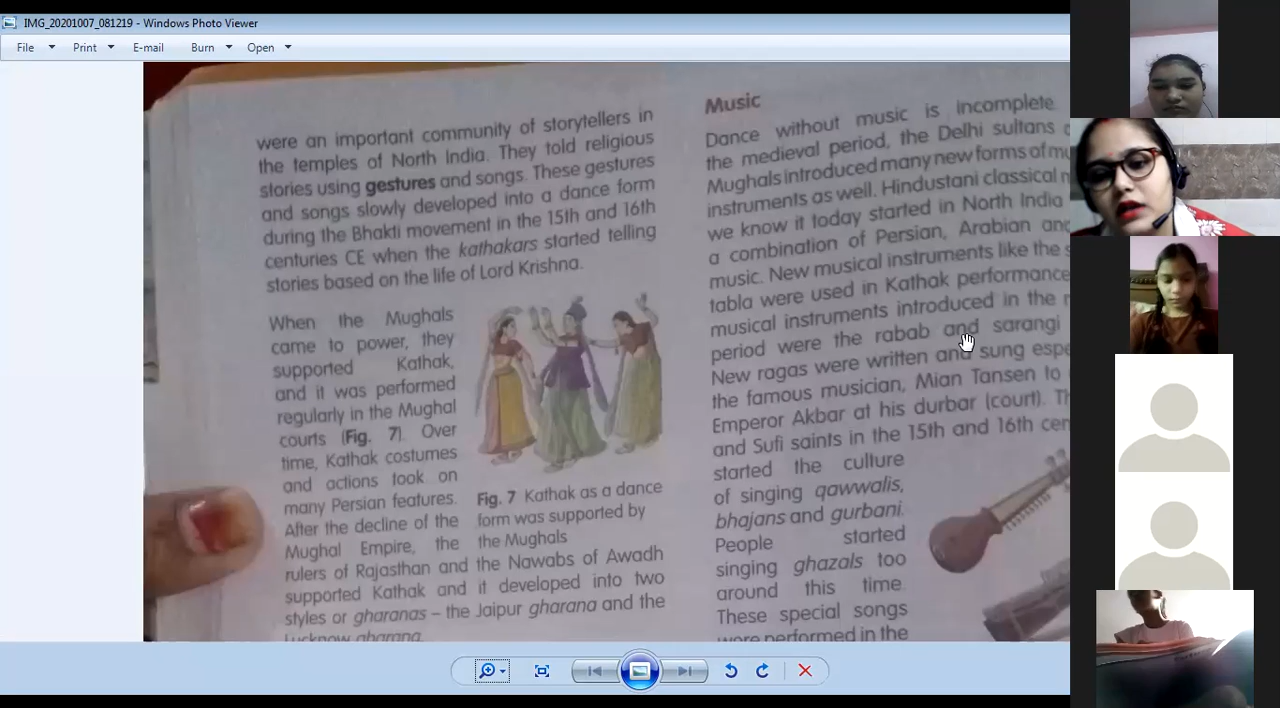 IMG_20201007_081219 - Windows Photo Viewer
File Print E-mail Burn Open
were an important community of storytellers in
the temples of North India. They told religious
stories using gestures and songs. These gestures
and songs slowly developed into a dance form
during the Bhakti movement in the 15th and 16th
centuries CE when the kathakars started telling
stories based on the life of Lord Krishna.
When the Mughals
came to power, they
supported Kathak,
and it was performed
regularly in the Mughal
courts (Fig. 7). Over
time, Kathak costumes
and actions took on
many Persian features.
After the decline of the
Mughal Empire, the
rulers of Rajasthan and the Nawabs of Awadh
supported Kathak and it developed into two
styles or gharanas – the Jaipur gharana and the
Lucknow gharana.
Fig. 7 Kathak as a dance
form was supported by
the Mughals
Music
Dance without music is incomplete
the medieval period, the Delhi sultans
Mughals introduced many new forms of
instruments as well. Hindustani classical
we know it today started in North India
a combination of Persian, Arabian
music. New musical instruments like the
tabla were used in Kathak performance
musical instruments introduced in the
period were the rabab and sarangi
New ragas were written and sung
the famous musician, Mian Tansen to
Emperor Akbar at his durbar (court).
and Sufi saints in the 15th and 16th
started the culture
of singing qawwalis,
bhajans and gurbani.
People started
singing ghazals too
around this time.
These special songs
were performed in the